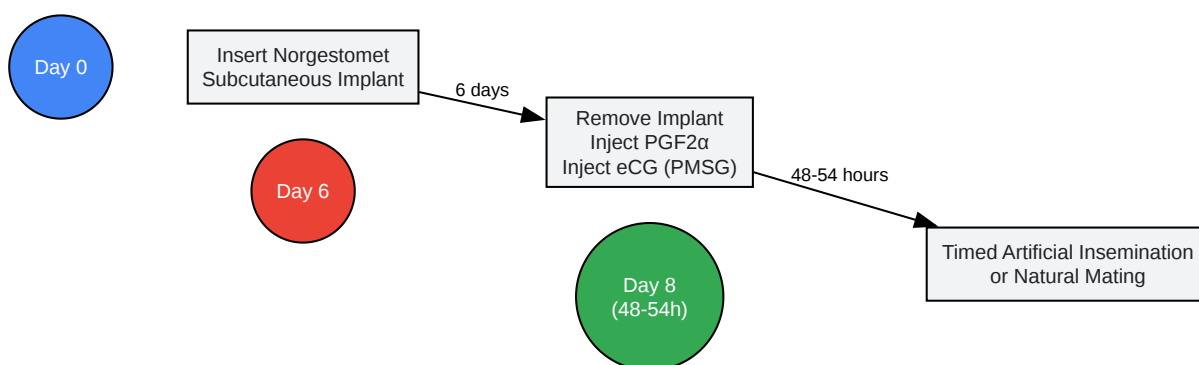 Day 0
Insert Norgestomet
Subcutaneous Implant
6 days
Remove Implant
Inject PGF2α
Inject eCG (PMSG)
Day 6
48-54 hours
Timed Artificial Insemination
or Natural Mating
Day 8
(48-54h)